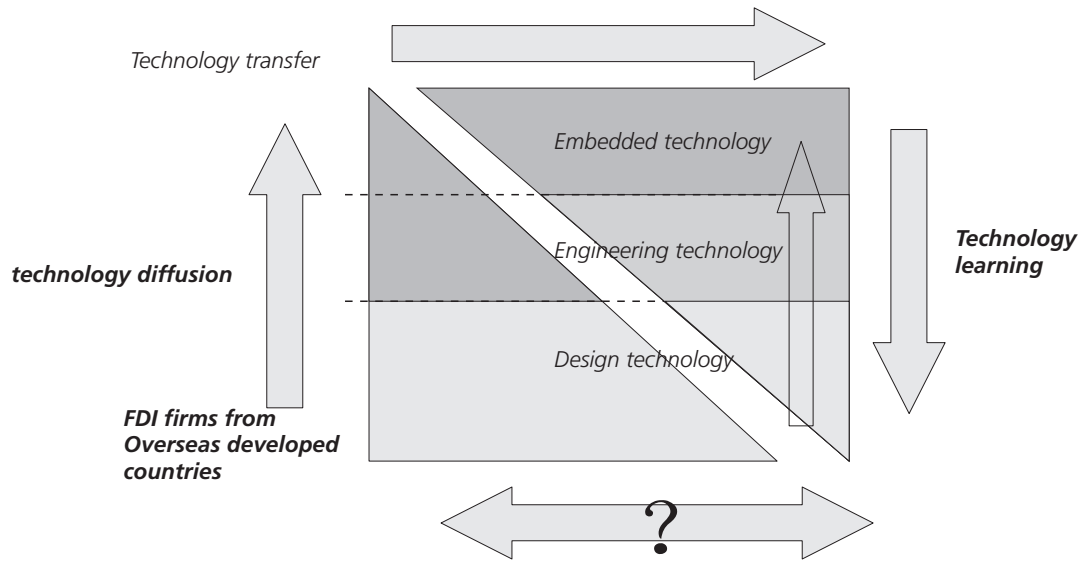 Technology transfer
Embedded technology
Technology
learning
Engineering technology
technology diffusion
Design technology
FDI firms from
Overseas developed
countries
?